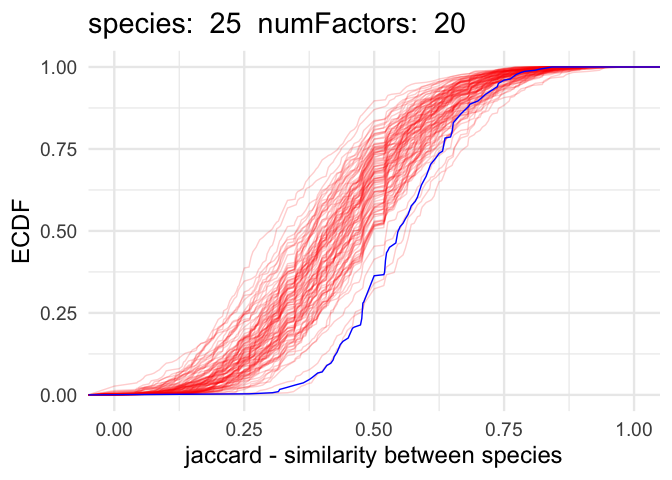 species:  25  numFactors:  20
1.00
0.75
0.50
0.25
0.00
ECDF
0.00 0.25 0.50 0.75 1.00
jaccard - similarity between species